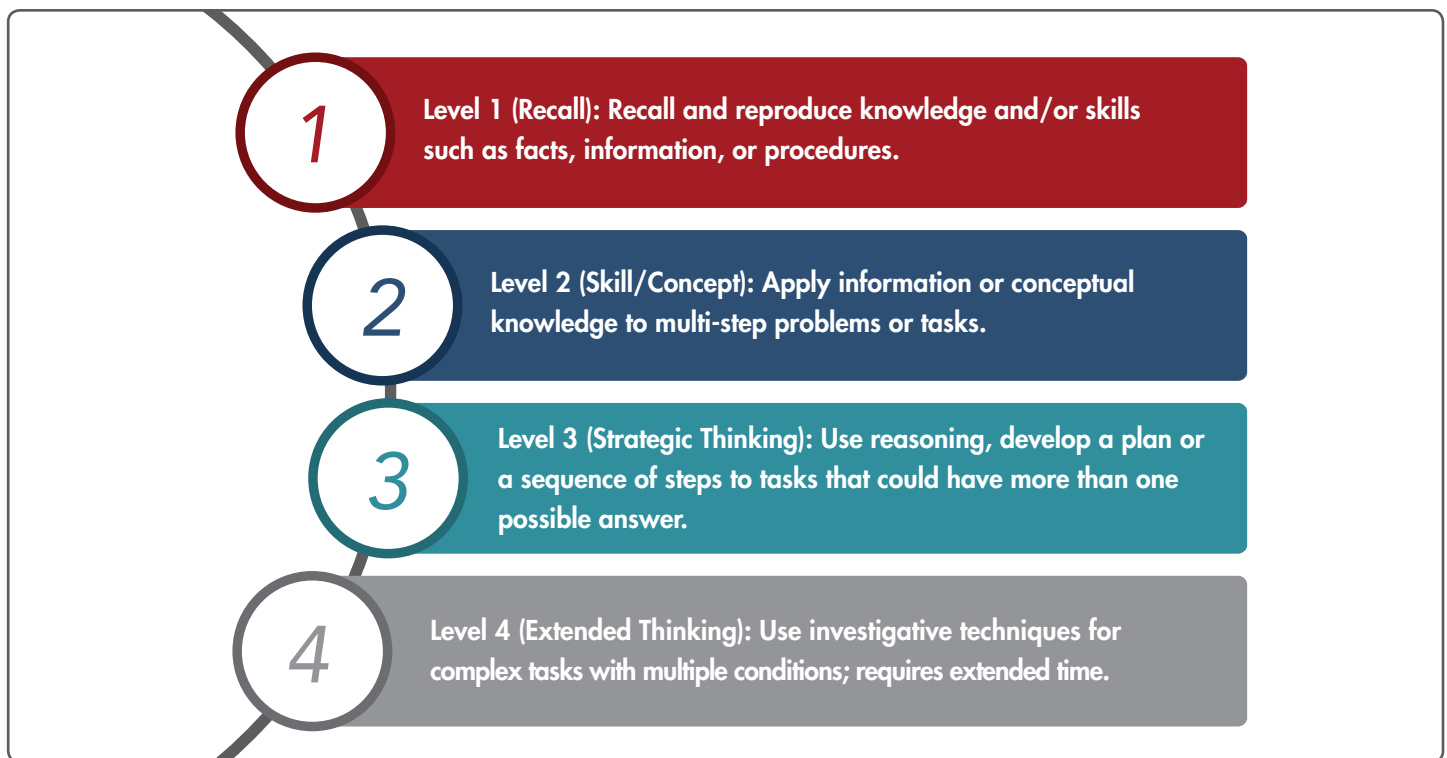 1
Level 1 (Recall): Recall and reproduce knowledge and/or skills
such as facts, information, or procedures.
2
Level 2 (Skill/Concept): Apply information or conceptual
knowledge to multi-step problems or tasks.
3
Level 3 (Strategic Thinking): Use reasoning, develop a plan or
a sequence of steps to tasks that could have more than one
possible answer.
4
Level 4 (Extended Thinking): Use investigative techniques for
complex tasks with multiple conditions; requires extended time.